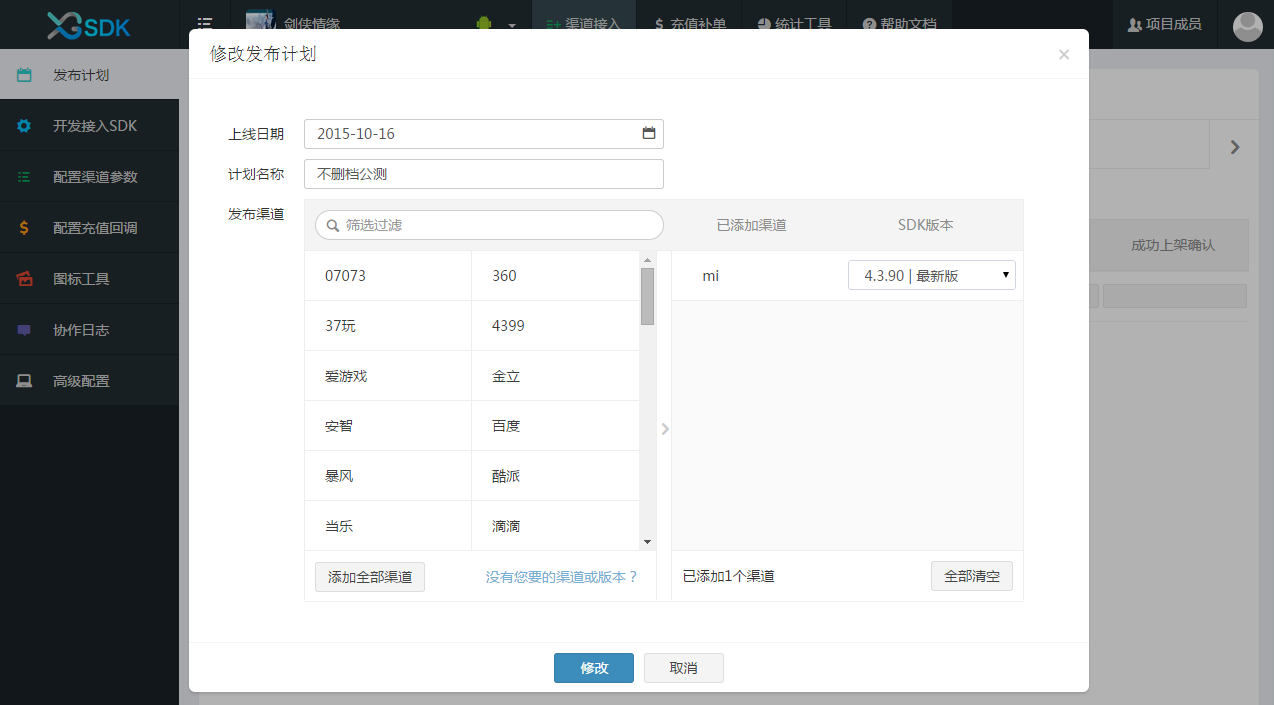 XGSDK 剑侠情缘 渠道接入 $ 充值补单 统计工具 帮助文档 项目成员
修改发布计划 ×
发布计划
开发接入SDK
配置渠道参数
配置充值回调
图标工具
协作日志
高级配置
上线日期 2015-10-16
计划名称 不删档公测
发布渠道 筛选过滤 已添加渠道 SDK版本
07073 360 mi 4.3.90 | 最新版
37玩 4399
爱游戏 金立
安智 百度
暴风 酷派
当乐 滴滴
添加全部渠道 没有您要的渠道或版本？ 已添加1个渠道 全部清空
成功上架确认
修改 取消